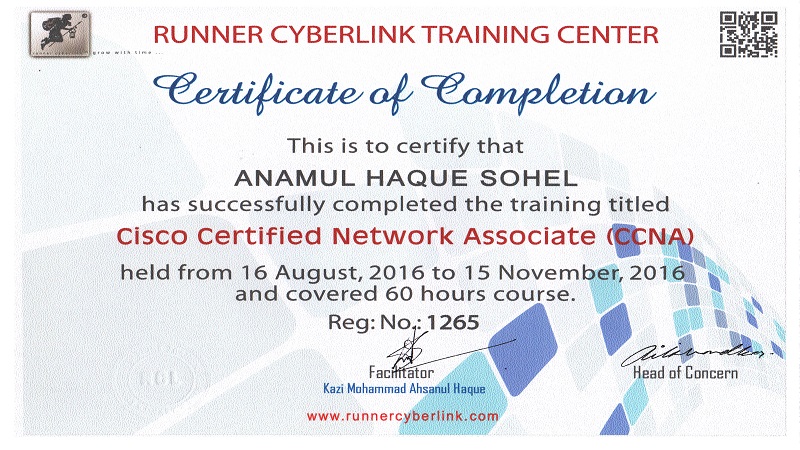 RUNNER CYBERLINK TRAINING CENTER
Certificate of Completion
This is to certify that
ANAMUL HAQUE SOHEL
has successfully completed the training titled
Cisco Certified Network Associate (CCNA)
held from 16 August, 2016 to 15 November, 2016
and covered 60 hours course.
Reg: No.: 1265
Facilitator
Kazi Mohammad Ahsanul Haque
Head of Concern
www.runnercyberlink.com
grow with time ...